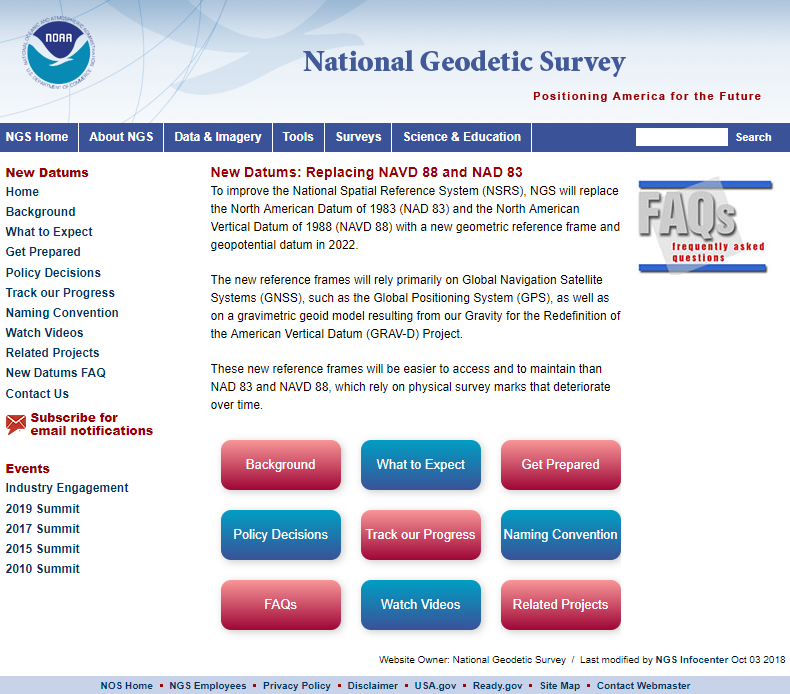 NOAA
NATIONAL OCEANIC AND ATMOSPHERIC ADMINISTRATION
U.S. DEPARTMENT OF COMMERCE
National Geodetic Survey
Positioning America for the Future
NGS Home
About NGS
Data & Imagery
Tools
Surveys
Science & Education
Search
New Datums
Home
Background
What to Expect
Get Prepared
Policy Decisions
Track our Progress
Naming Convention
Watch Videos
Related Projects
New Datums FAQ
Contact Us
Subscribe for
email notifications
Events
Industry Engagement
2019 Summit
2017 Summit
2015 Summit
2010 Summit
New Datums: Replacing NAVD 88 and NAD 83
To improve the National Spatial Reference System (NSRS), NGS will replace
the North American Datum of 1983 (NAD 83) and the North American
Vertical Datum of 1988 (NAVD 88) with a new geometric reference frame and
geopotential datum in 2022.
The new reference frames will rely primarily on Global Navigation Satellite
Systems (GNSS), such as the Global Positioning System (GPS), as well as
on a gravimetric geoid model resulting from our Gravity for the Redefinition of
the American Vertical Datum (GRAV-D) Project.
These new reference frames will be easier to access and to maintain than
NAD 83 and NAVD 88, which rely on physical survey marks that deteriorate
over time.
Background
What to Expect
Get Prepared
Policy Decisions
Track our Progress
Naming Convention
FAQs
Watch Videos
Related Projects
FAQs
frequently asked
questions
Website Owner: National Geodetic Survey / Last modified by NGS Infocenter Oct 03 2018
NOS Home ▪ NGS Employees ▪ Privacy Policy ▪ Disclaimer ▪ USA.gov ▪ Ready.gov ▪ Site Map ▪ Contact Webmaster